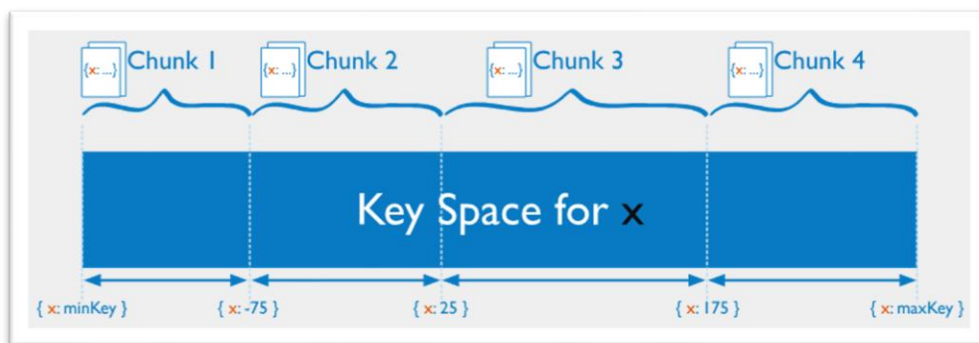 {x: ...} Chunk 1 {x: ...} Chunk 2 {x: ...} Chunk 3 {x: ...} Chunk 4
Key Space for x
{ x: minKey } { x: -75 } { x: 25 } { x: 175 } { x: maxKey }